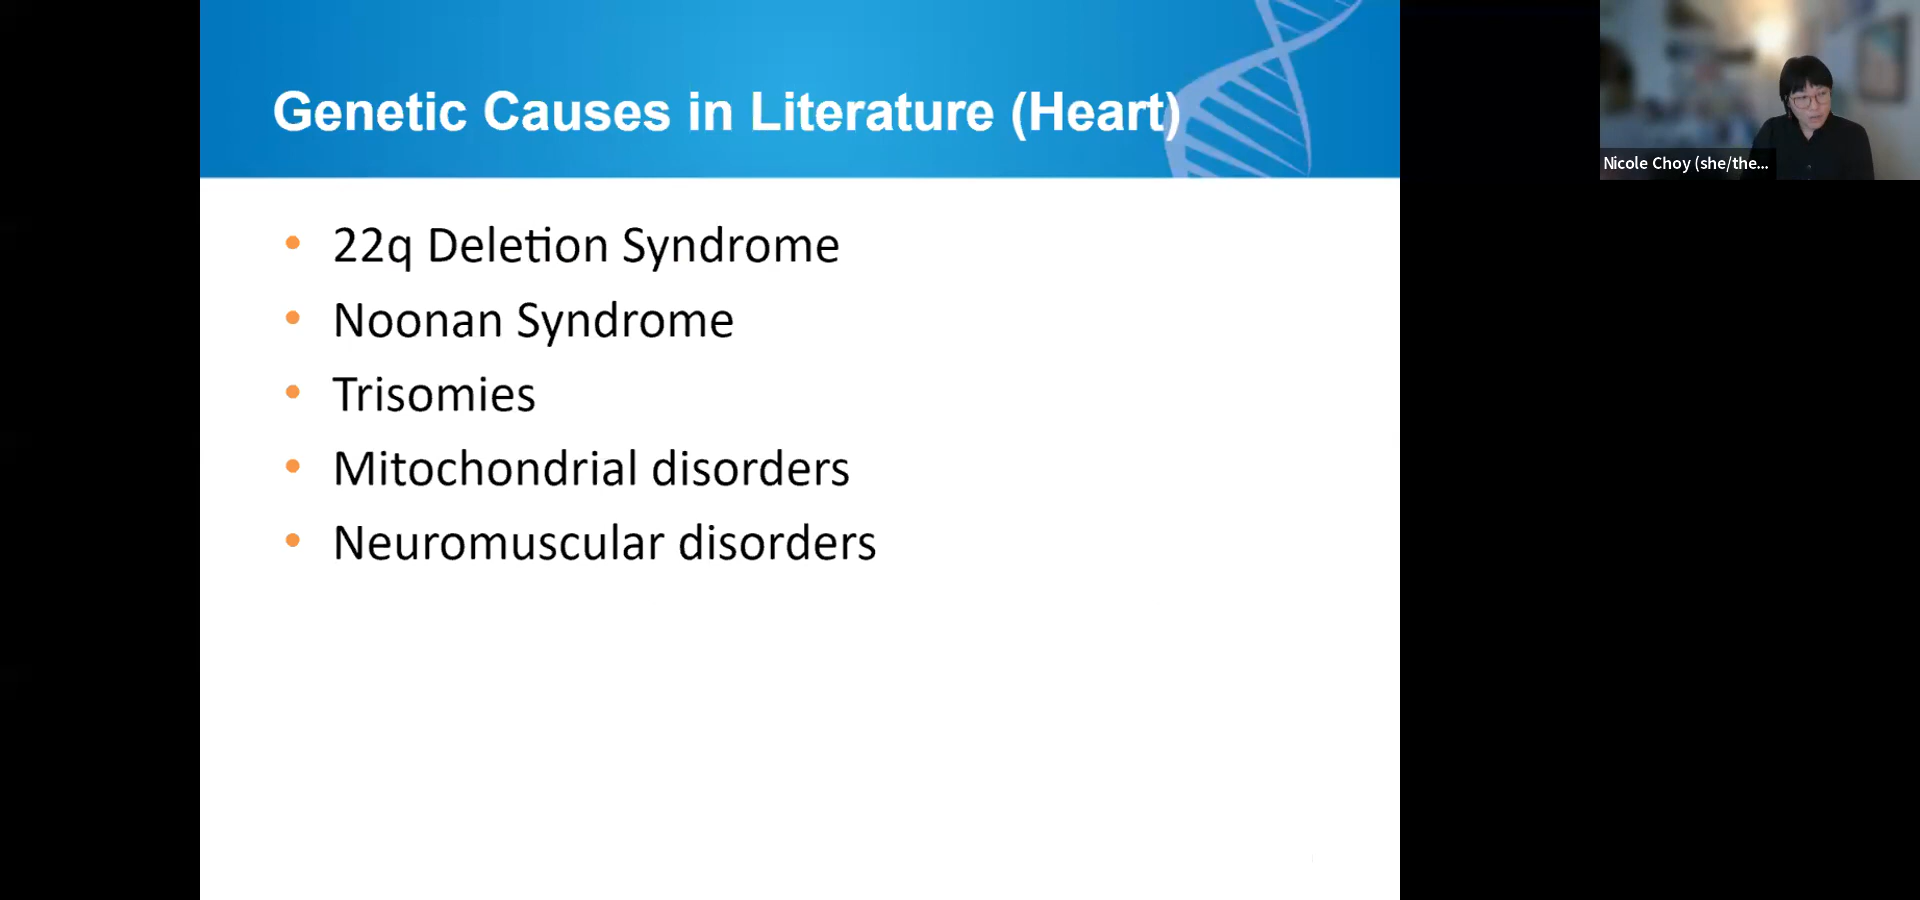 Genetic Causes in Literature (Heart)
• 22q Deletion Syndrome
• Noonan Syndrome
• Trisomies
• Mitochondrial disorders
• Neuromuscular disorders
Nicole Choy (she/the...